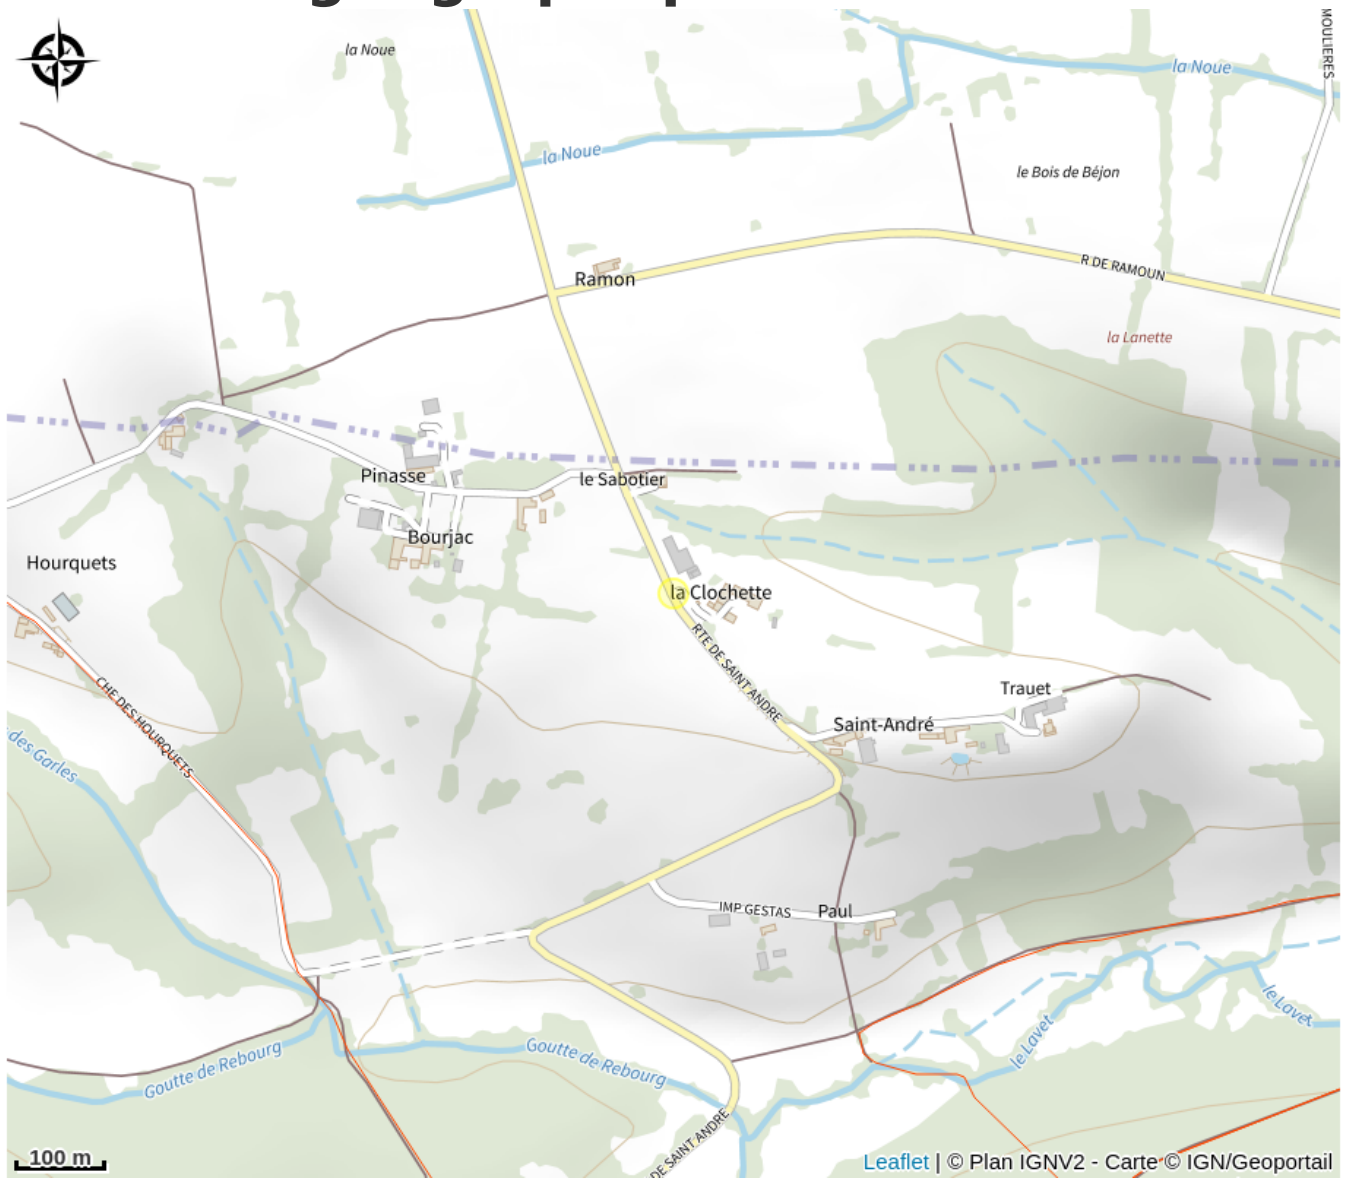 la Noue
MOULIERES
la Noue
la Noue
le Bois de Béjon
R DE RAMOUN
Ramon
la Lanette
Pinasse
le Sabotier
Bourjac
Hourquets
la Clochette
RTE DE SAINT ANDRE
CHE DES HOURQUETS
Trauet
Saint-André
des Garles
IMP GESTAS
Paul
le Lavet
le Lavet
Goutte de Rebourg
Goutte de Rebourg
DE SAINT ANDRE
100 m
Leaflet | © Plan IGNV2 - Carte © IGN/Geoportail